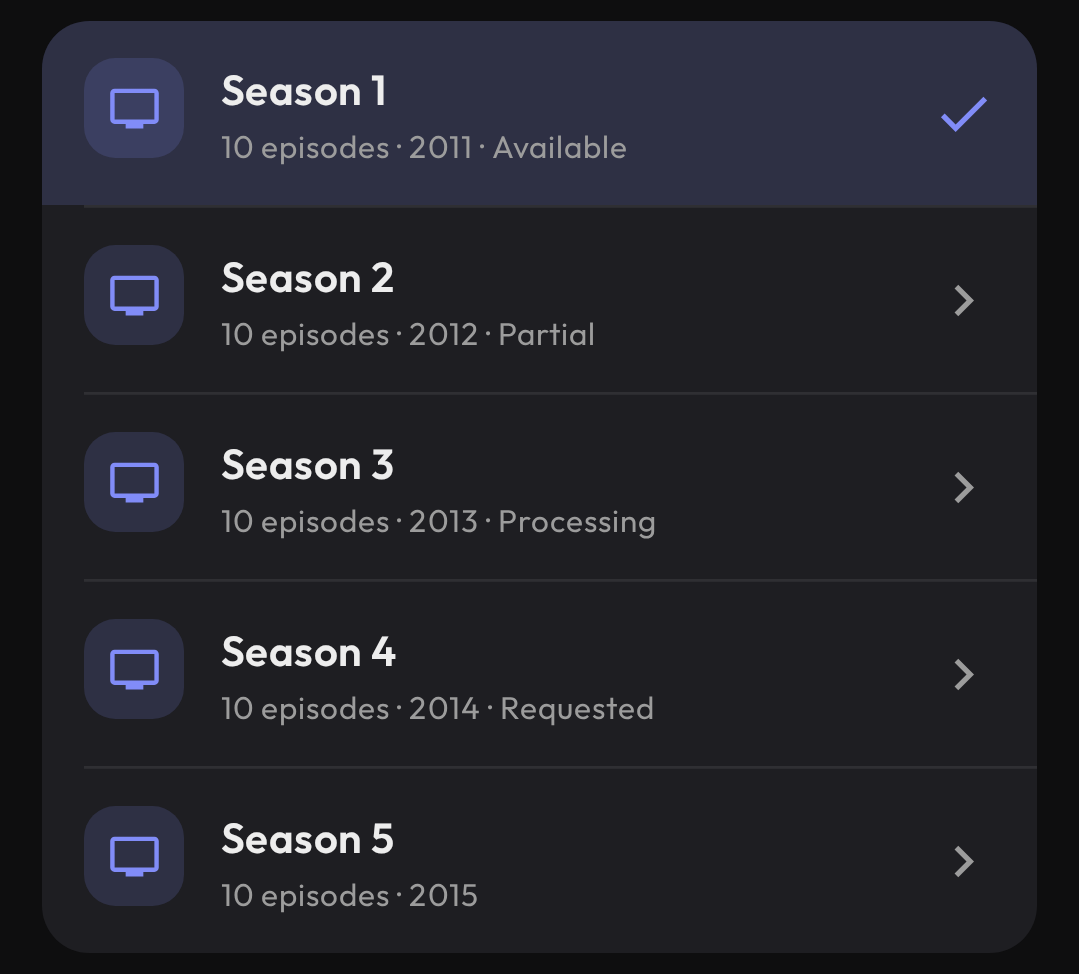 Season 1
10 episodes · 2011 · Available
Season 2
10 episodes · 2012 · Partial
Season 3
10 episodes · 2013 · Processing
Season 4
10 episodes · 2014 · Requested
Season 5
10 episodes · 2015